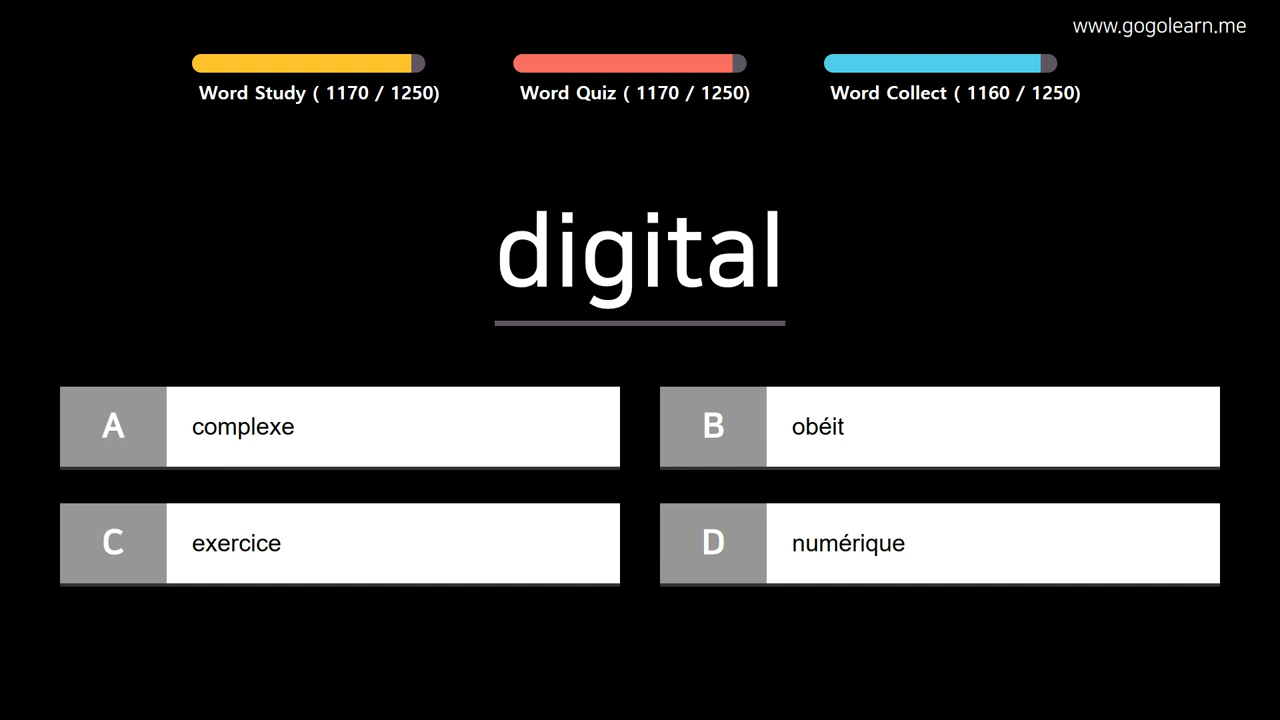 www.gogolearn.me
Word Study ( 1170 / 1250)
Word Quiz ( 1170 / 1250)
Word Collect ( 1160 / 1250)
digital
A complexe
B obéit
C exercice
D numérique